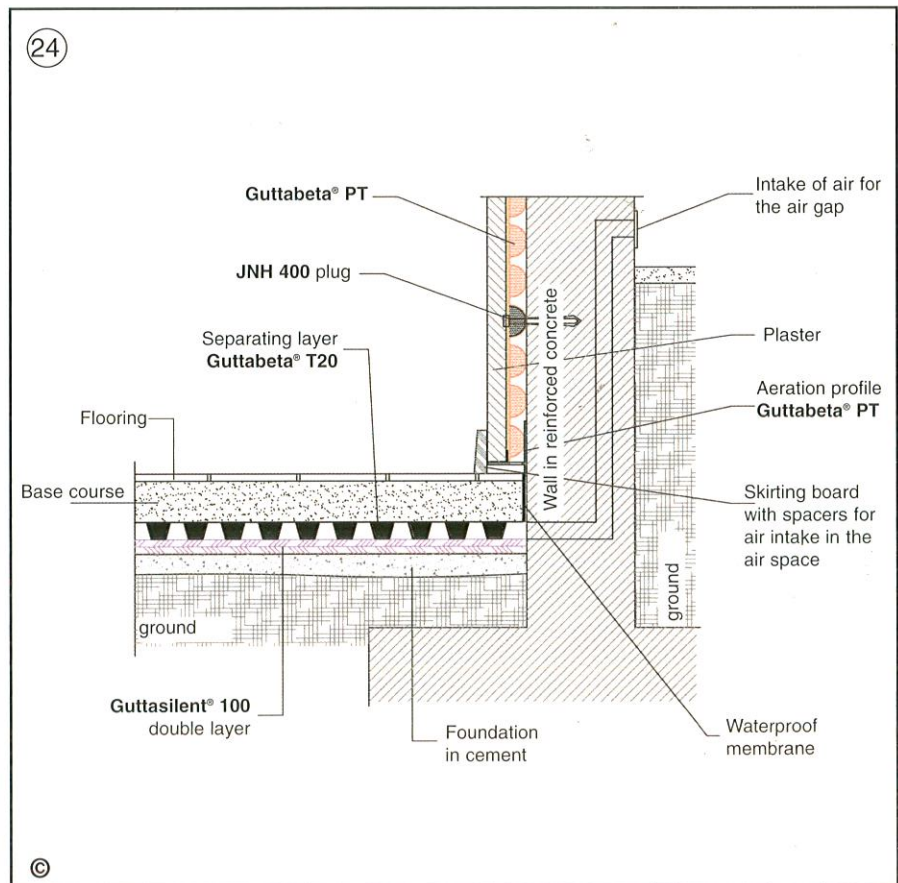 24
Guttabeta® PT
JNH 400 plug
Separating layer
Guttabeta® T20
Flooring
Base course
ground
Guttasilent® 100
double layer
Foundation
in cement
Wall in reinforced concrete
Intake of air for
the air gap
Plaster
Aeration profile
Guttabeta® PT
Skirting board
with spacers for
air intake in the
air space
ground
Waterproof
membrane
©